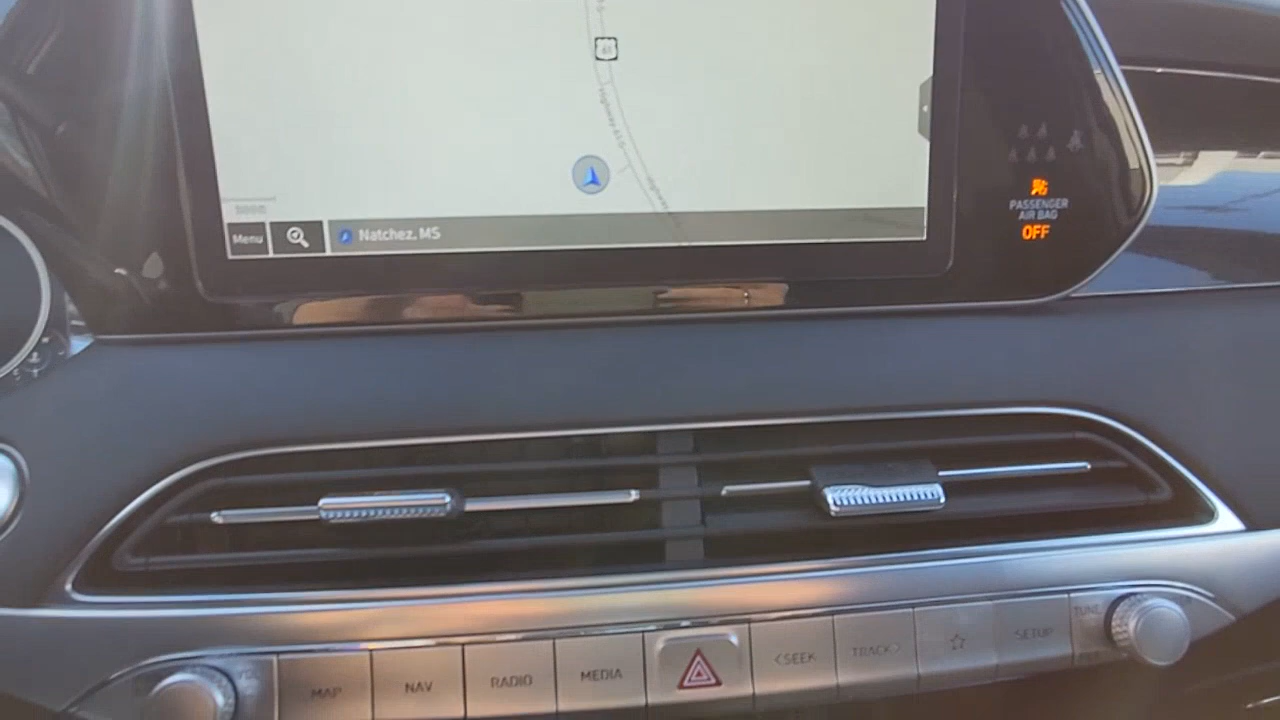 61
Menu
Natchez, MS
PASSENGER
AIR BAG
OFF
MAP
NAV
RADIO
MEDIA
<SEEK
TRACK>
SETUP
TUNE